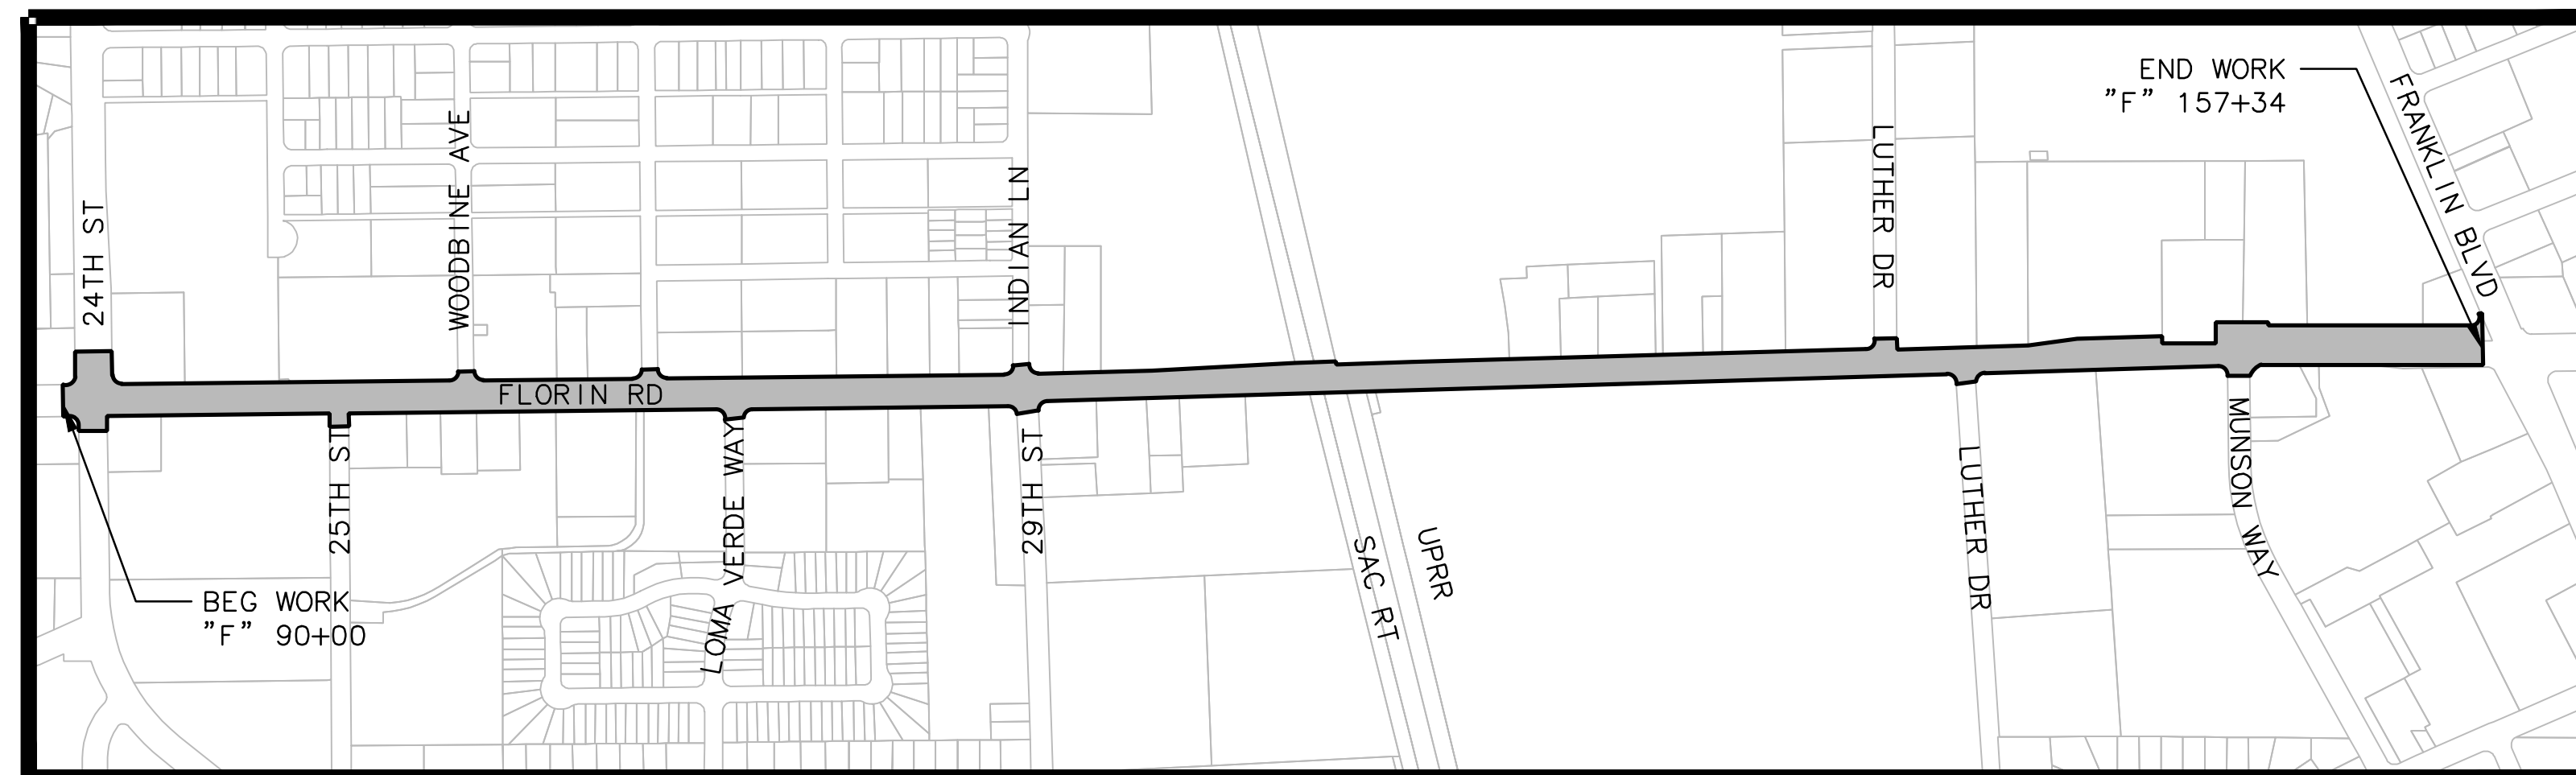 END WORK
"F" 157+34
FRANKLIN BLVD
24TH ST
WOODBINE AVE
INDIAN LN
LUTHER DR
FLORIN RD
25TH ST
LOMA VERDE WAY
29TH ST
SAC RT
UPRR
LUTHER DR
MUNSON WAY
BEG WORK
"F" 90+00